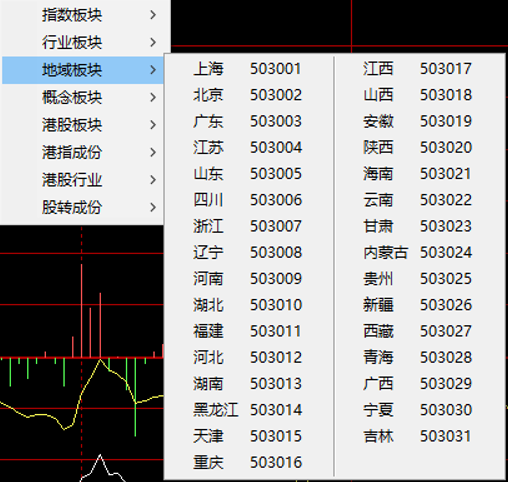 指数板块
行业板块
地域板块
概念板块
港股板块
港指成份
港股行业
股转成份
上海 503001
北京 503002
广东 503003
江苏 503004
山东 503005
四川 503006
浙江 503007
辽宁 503008
河南 503009
湖北 503010
福建 503011
河北 503012
湖南 503013
黑龙江 503014
天津 503015
重庆 503016
江西 503017
山西 503018
安徽 503019
陕西 503020
海南 503021
云南 503022
甘肃 503023
内蒙古 503024
贵州 503025
新疆 503026
西藏 503027
青海 503028
广西 503029
宁夏 503030
吉林 503031